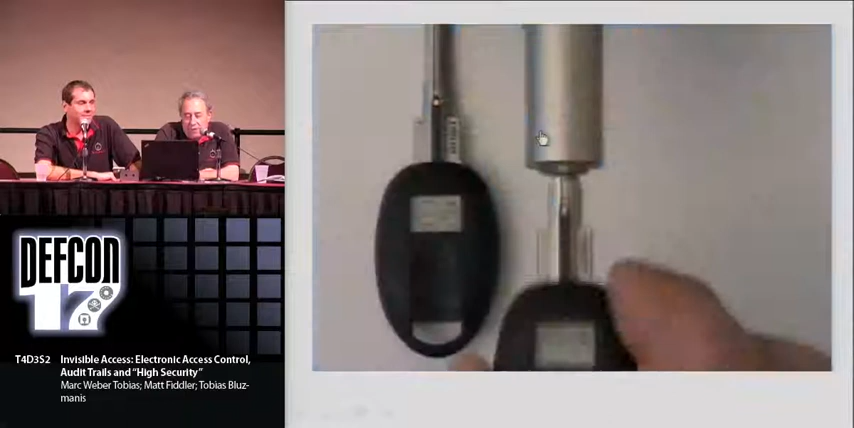 DEFCON
17
T4D3S2 Invisible Access: Electronic Access Control,
Audit Trails and “High Security”
Marc Weber Tobias; Matt Fiddler; Tobias Bluz-
manis